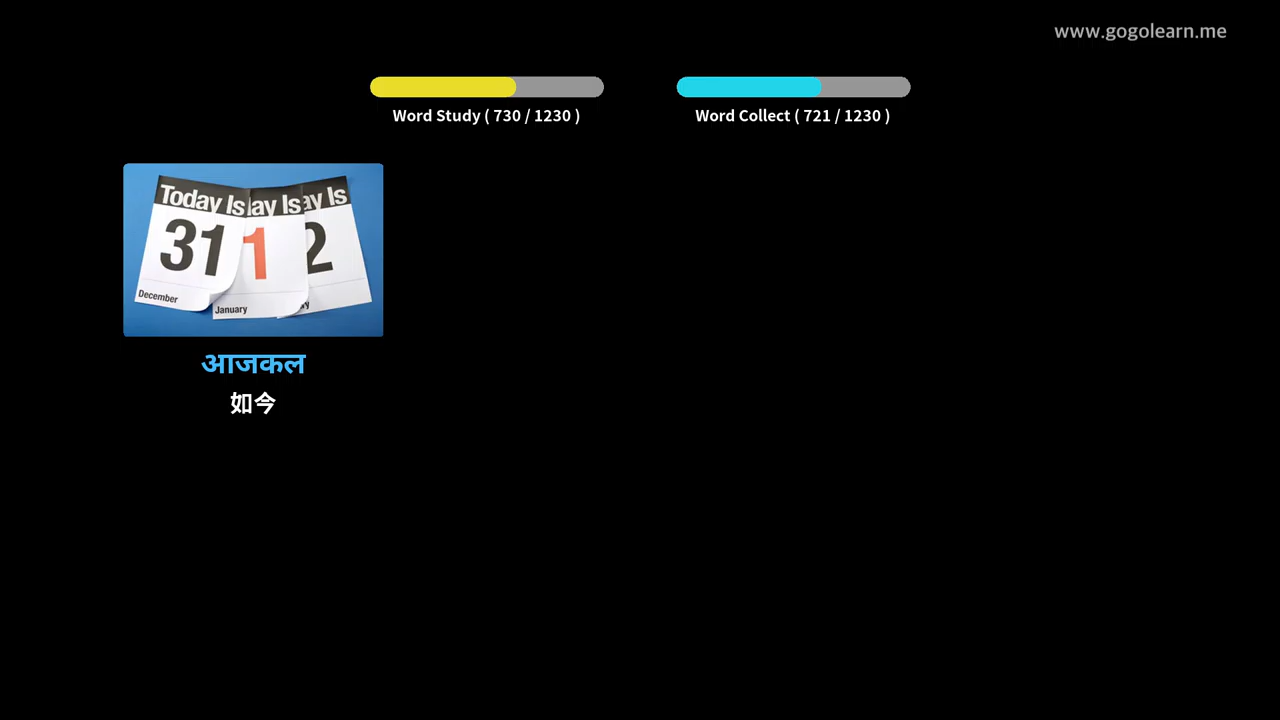 www.gogolearn.me
Word Study ( 730 / 1230 )
Word Collect ( 721 / 1230 )
Today Is
ay Is
ay Is
31
1
2
December
January
आजकल
如今